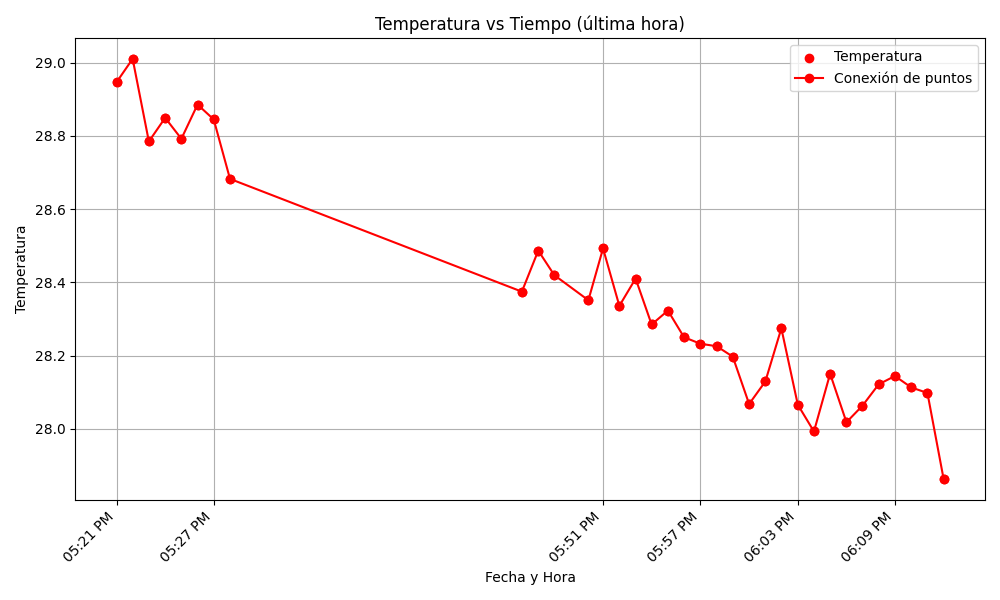 Temperatura vs Tiempo (última hora)
Temperatura
Conexión de puntos
Temperatura
29.0
28.8
28.6
28.4
28.2
28.0
05:21 PM
05:27 PM
05:51 PM
05:57 PM
06:03 PM
06:09 PM
Fecha y Hora